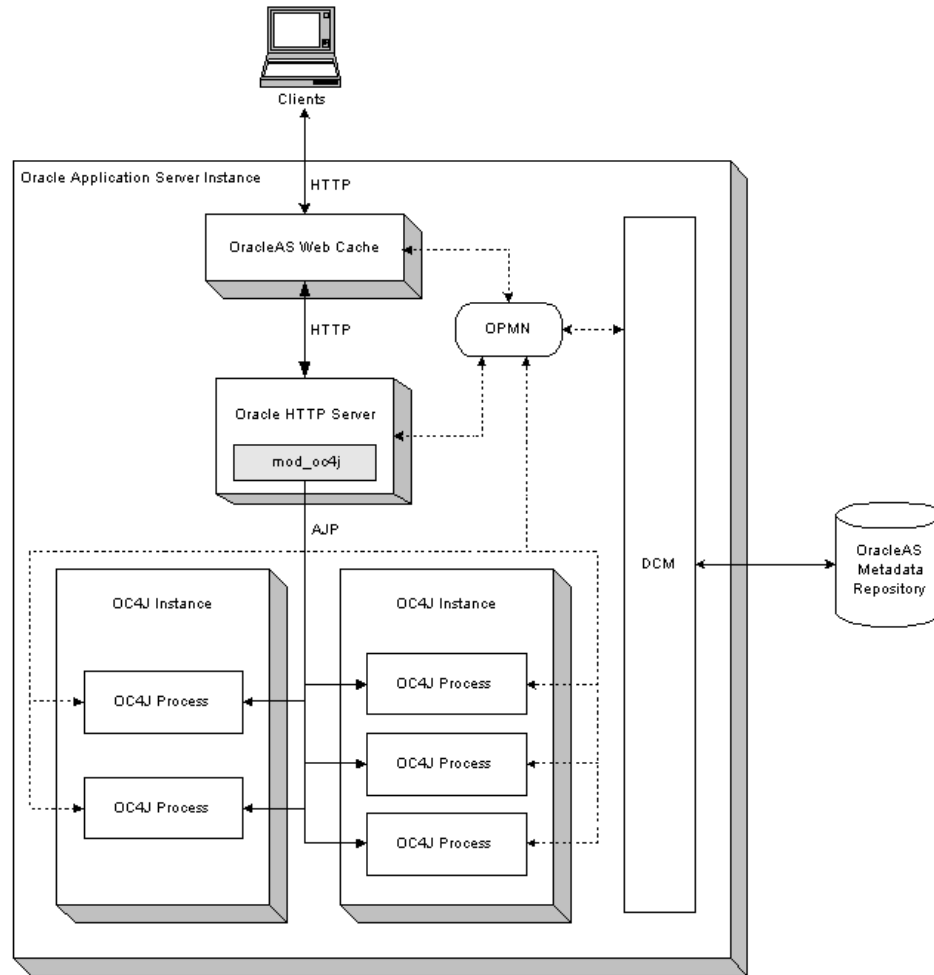 Clients
Oracle Application Server Instance
HTTP
OracleAS Web Cache
HTTP
OPMN
Oracle HTTP Server
mod_oc4j
AJP
DCM
OracleAS
Metadata
Repository
OC4J Instance
OC4J Process
OC4J Process
OC4J Instance
OC4J Process
OC4J Process
OC4J Process